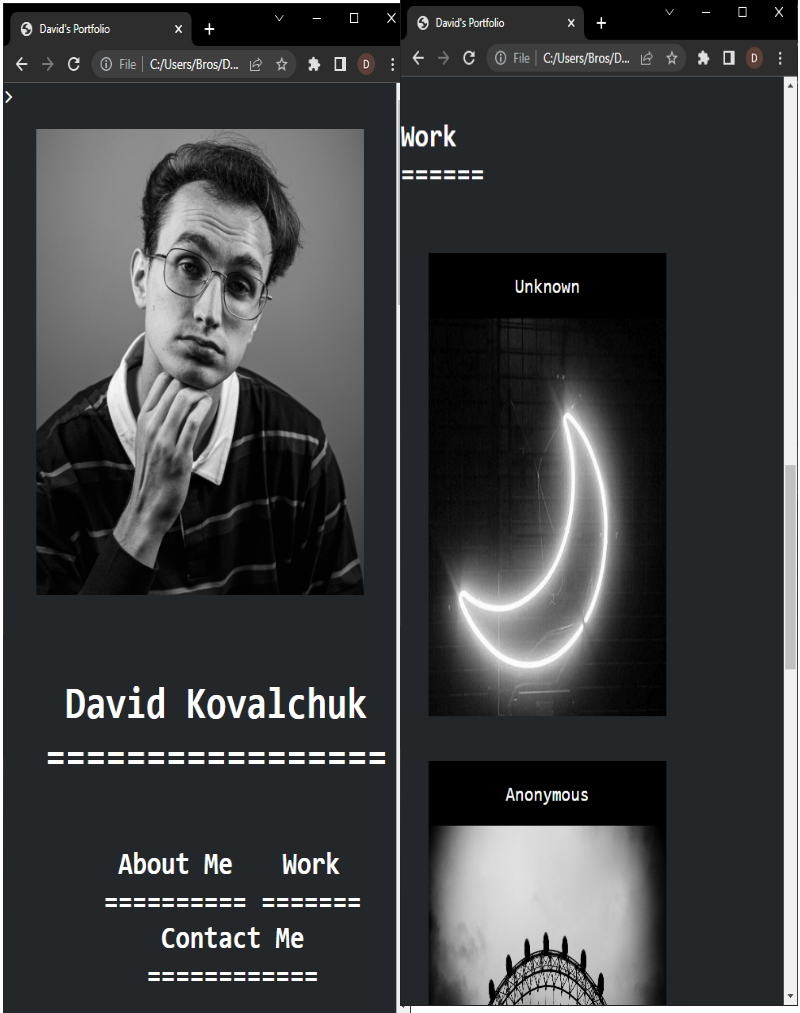 David's Portfolio
File C:/Users/Bros/D...
D
David Kovalchuk
=================
About Me Work
========== =======
Contact Me
============
David's Portfolio
File C:/Users/Bros/D...
D
Work
======
Unknown
Anonymous